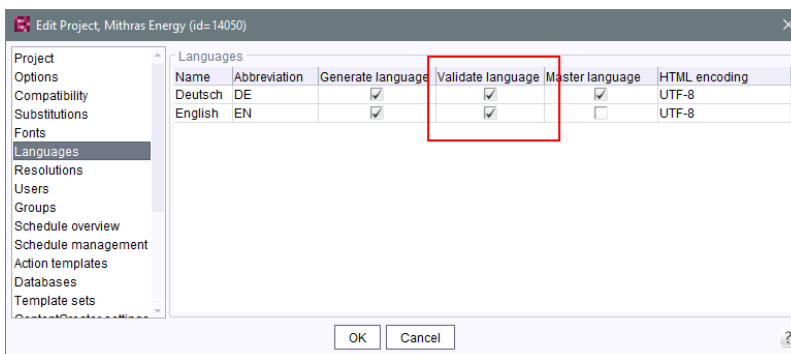 Edit Project, Mithras Energy (id=14050)
Project
Options
Compatibility
Substitutions
Fonts
Languages
Resolutions
Users
Groups
Schedule overview
Schedule management
Action templates
Databases
Template sets
ContentCreator settings
Languages
Name Abbreviation Generate language Validate language Master language HTML encoding
Deutsch DE UTF-8
English EN UTF-8
OK Cancel ?